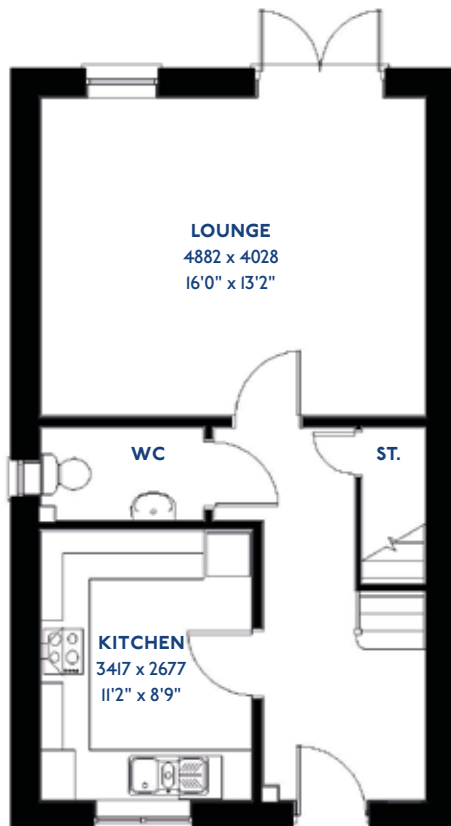 LOUNGE
4882 x 4028
16'0" x 13'2"
WC
ST.
KITCHEN
3417 x 2677
11'2" x 8'9"